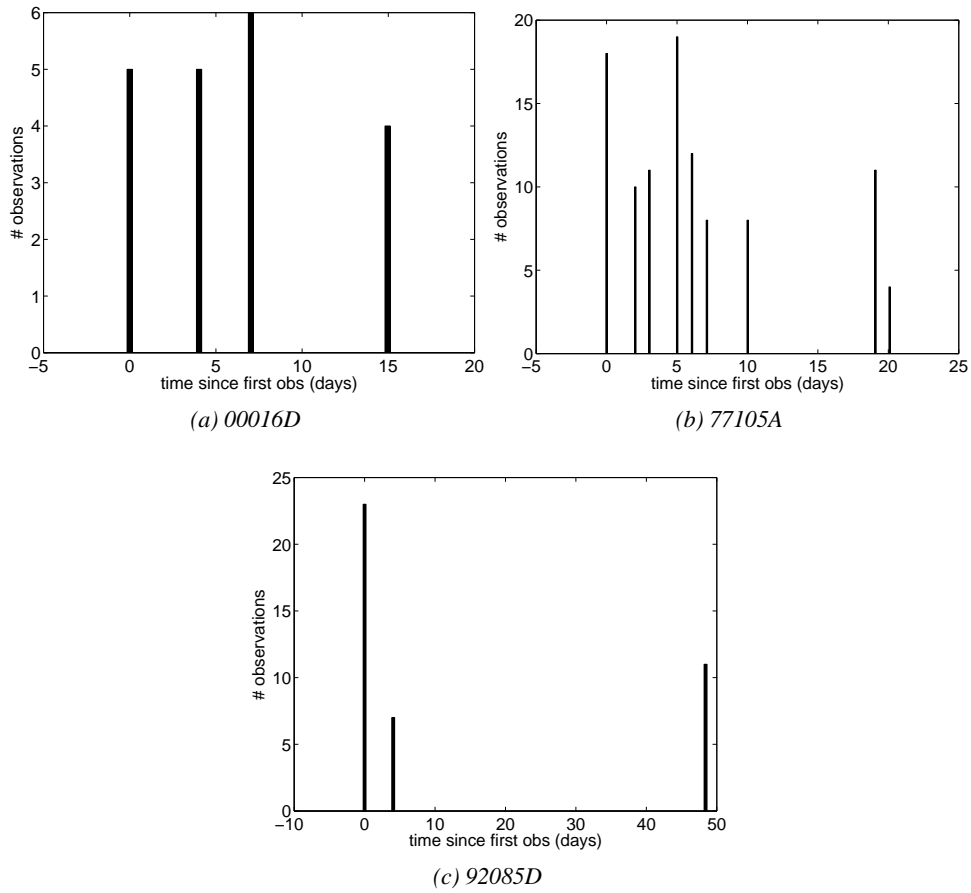 6
5
4
3
2
1
0
# observations
−5 0 5 10 15 20
time since first obs (days)
(a) 00016D
20
15
10
5
0
# observations
−5 0 5 10 15 20 25
time since first obs (days)
(b) 77105A
25
20
15
10
5
0
# observations
−10 0 10 20 30 40 50
time since first obs (days)
(c) 92085D